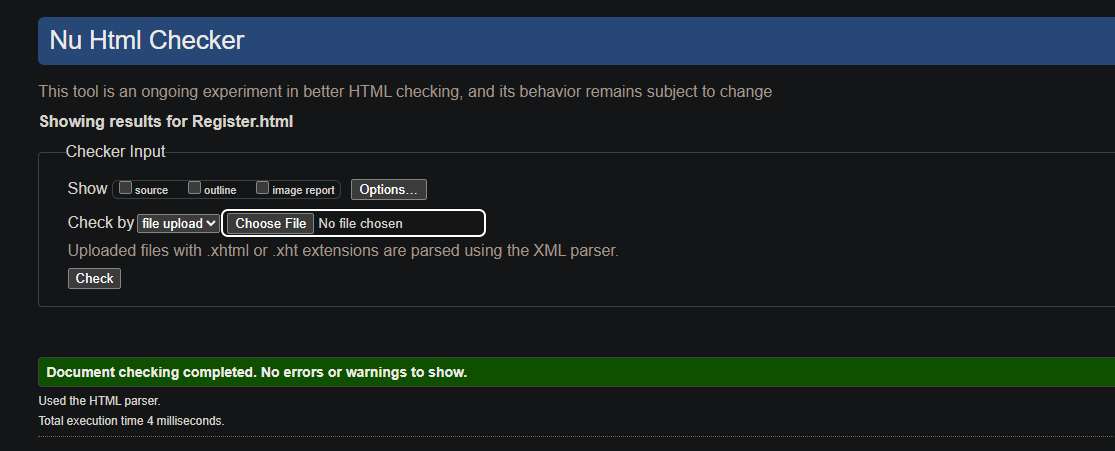 Nu Html Checker
This tool is an ongoing experiment in better HTML checking, and its behavior remains subject to change
Showing results for Register.html
Checker Input
Show source outline image report Options...
Check by file upload Choose File No file chosen
Uploaded files with .xhtml or .xht extensions are parsed using the XML parser.
Check
Document checking completed. No errors or warnings to show.
Used the HTML parser.
Total execution time 4 milliseconds.